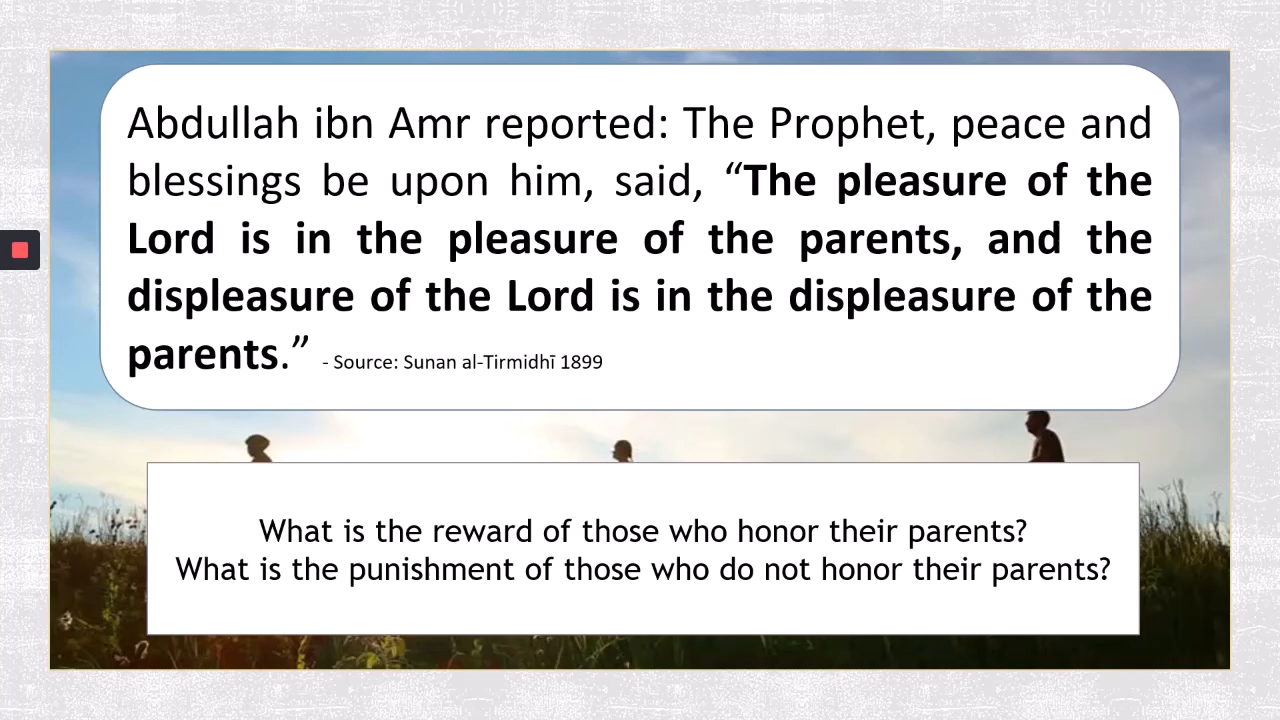 Abdullah ibn Amr reported: The Prophet, peace and
blessings be upon him, said, “The pleasure of the
Lord is in the pleasure of the parents, and the
displeasure of the Lord is in the displeasure of the
parents.” - Source: Sunan al-Tirmidhī 1899
What is the reward of those who honor their parents?
What is the punishment of those who do not honor their parents?